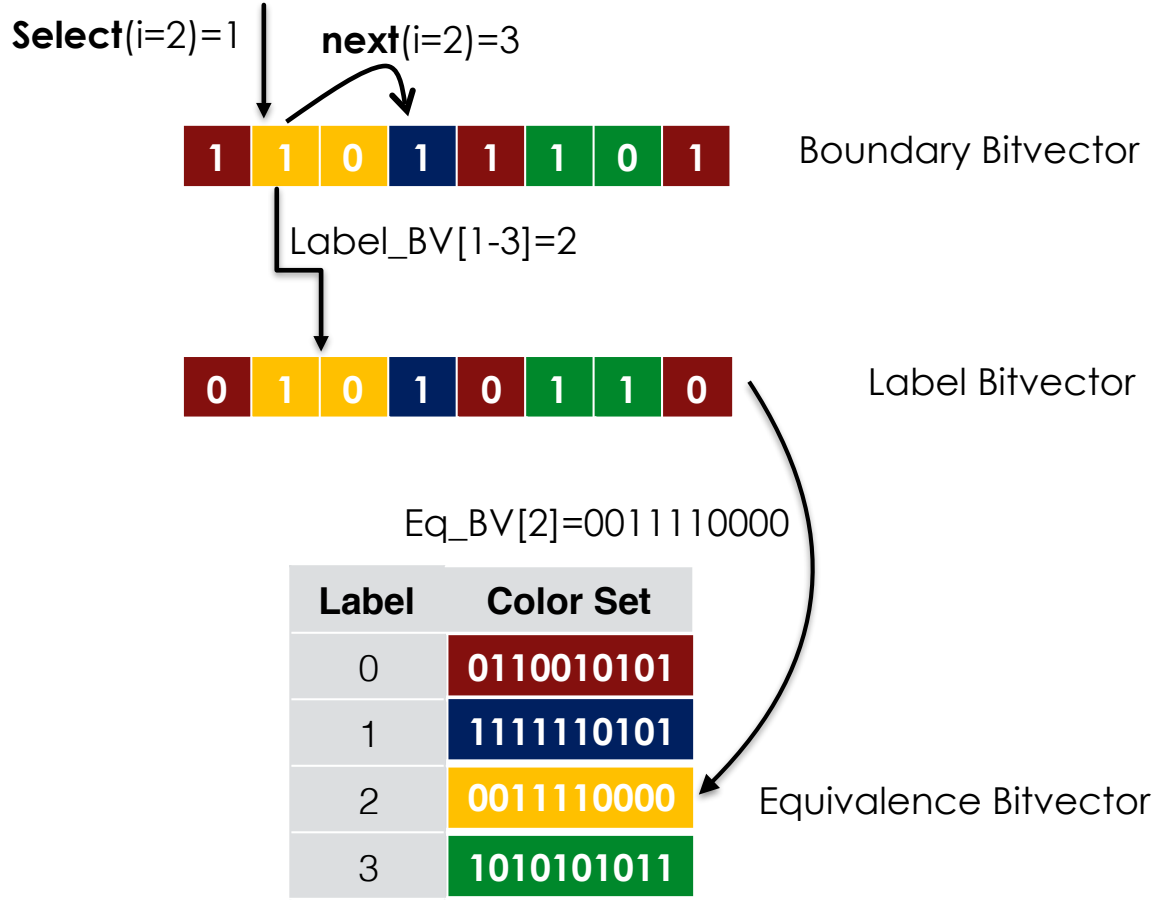 Select(i=2)=1
next(i=2)=3
1 1 0 1 1 1 0 1
Boundary Bitvector
Label_BV[1-3]=2
0 1 0 1 0 1 1 0
Label Bitvector
Eq_BV[2]=0011110000
Label Color Set
0 0110010101
1 1111110101
2 0011110000
Equivalence Bitvector
3 1010101011